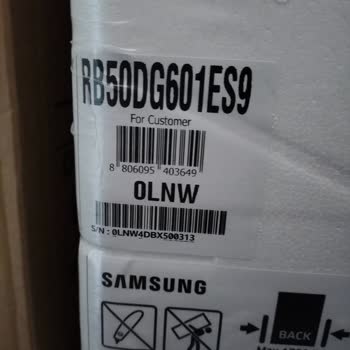 RB50DG601ES9
For Customer
8 806095 403649
0LNW
S/N : 0LNW4DBX500313
SAMSUNG
BACK